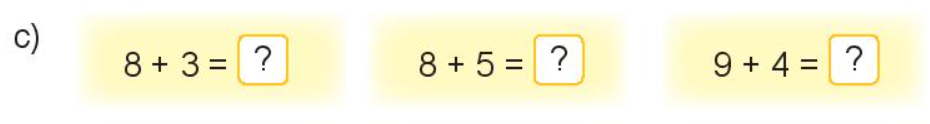 c) 8 + 3 = ? 8 + 5 = ? 9 + 4 = ?